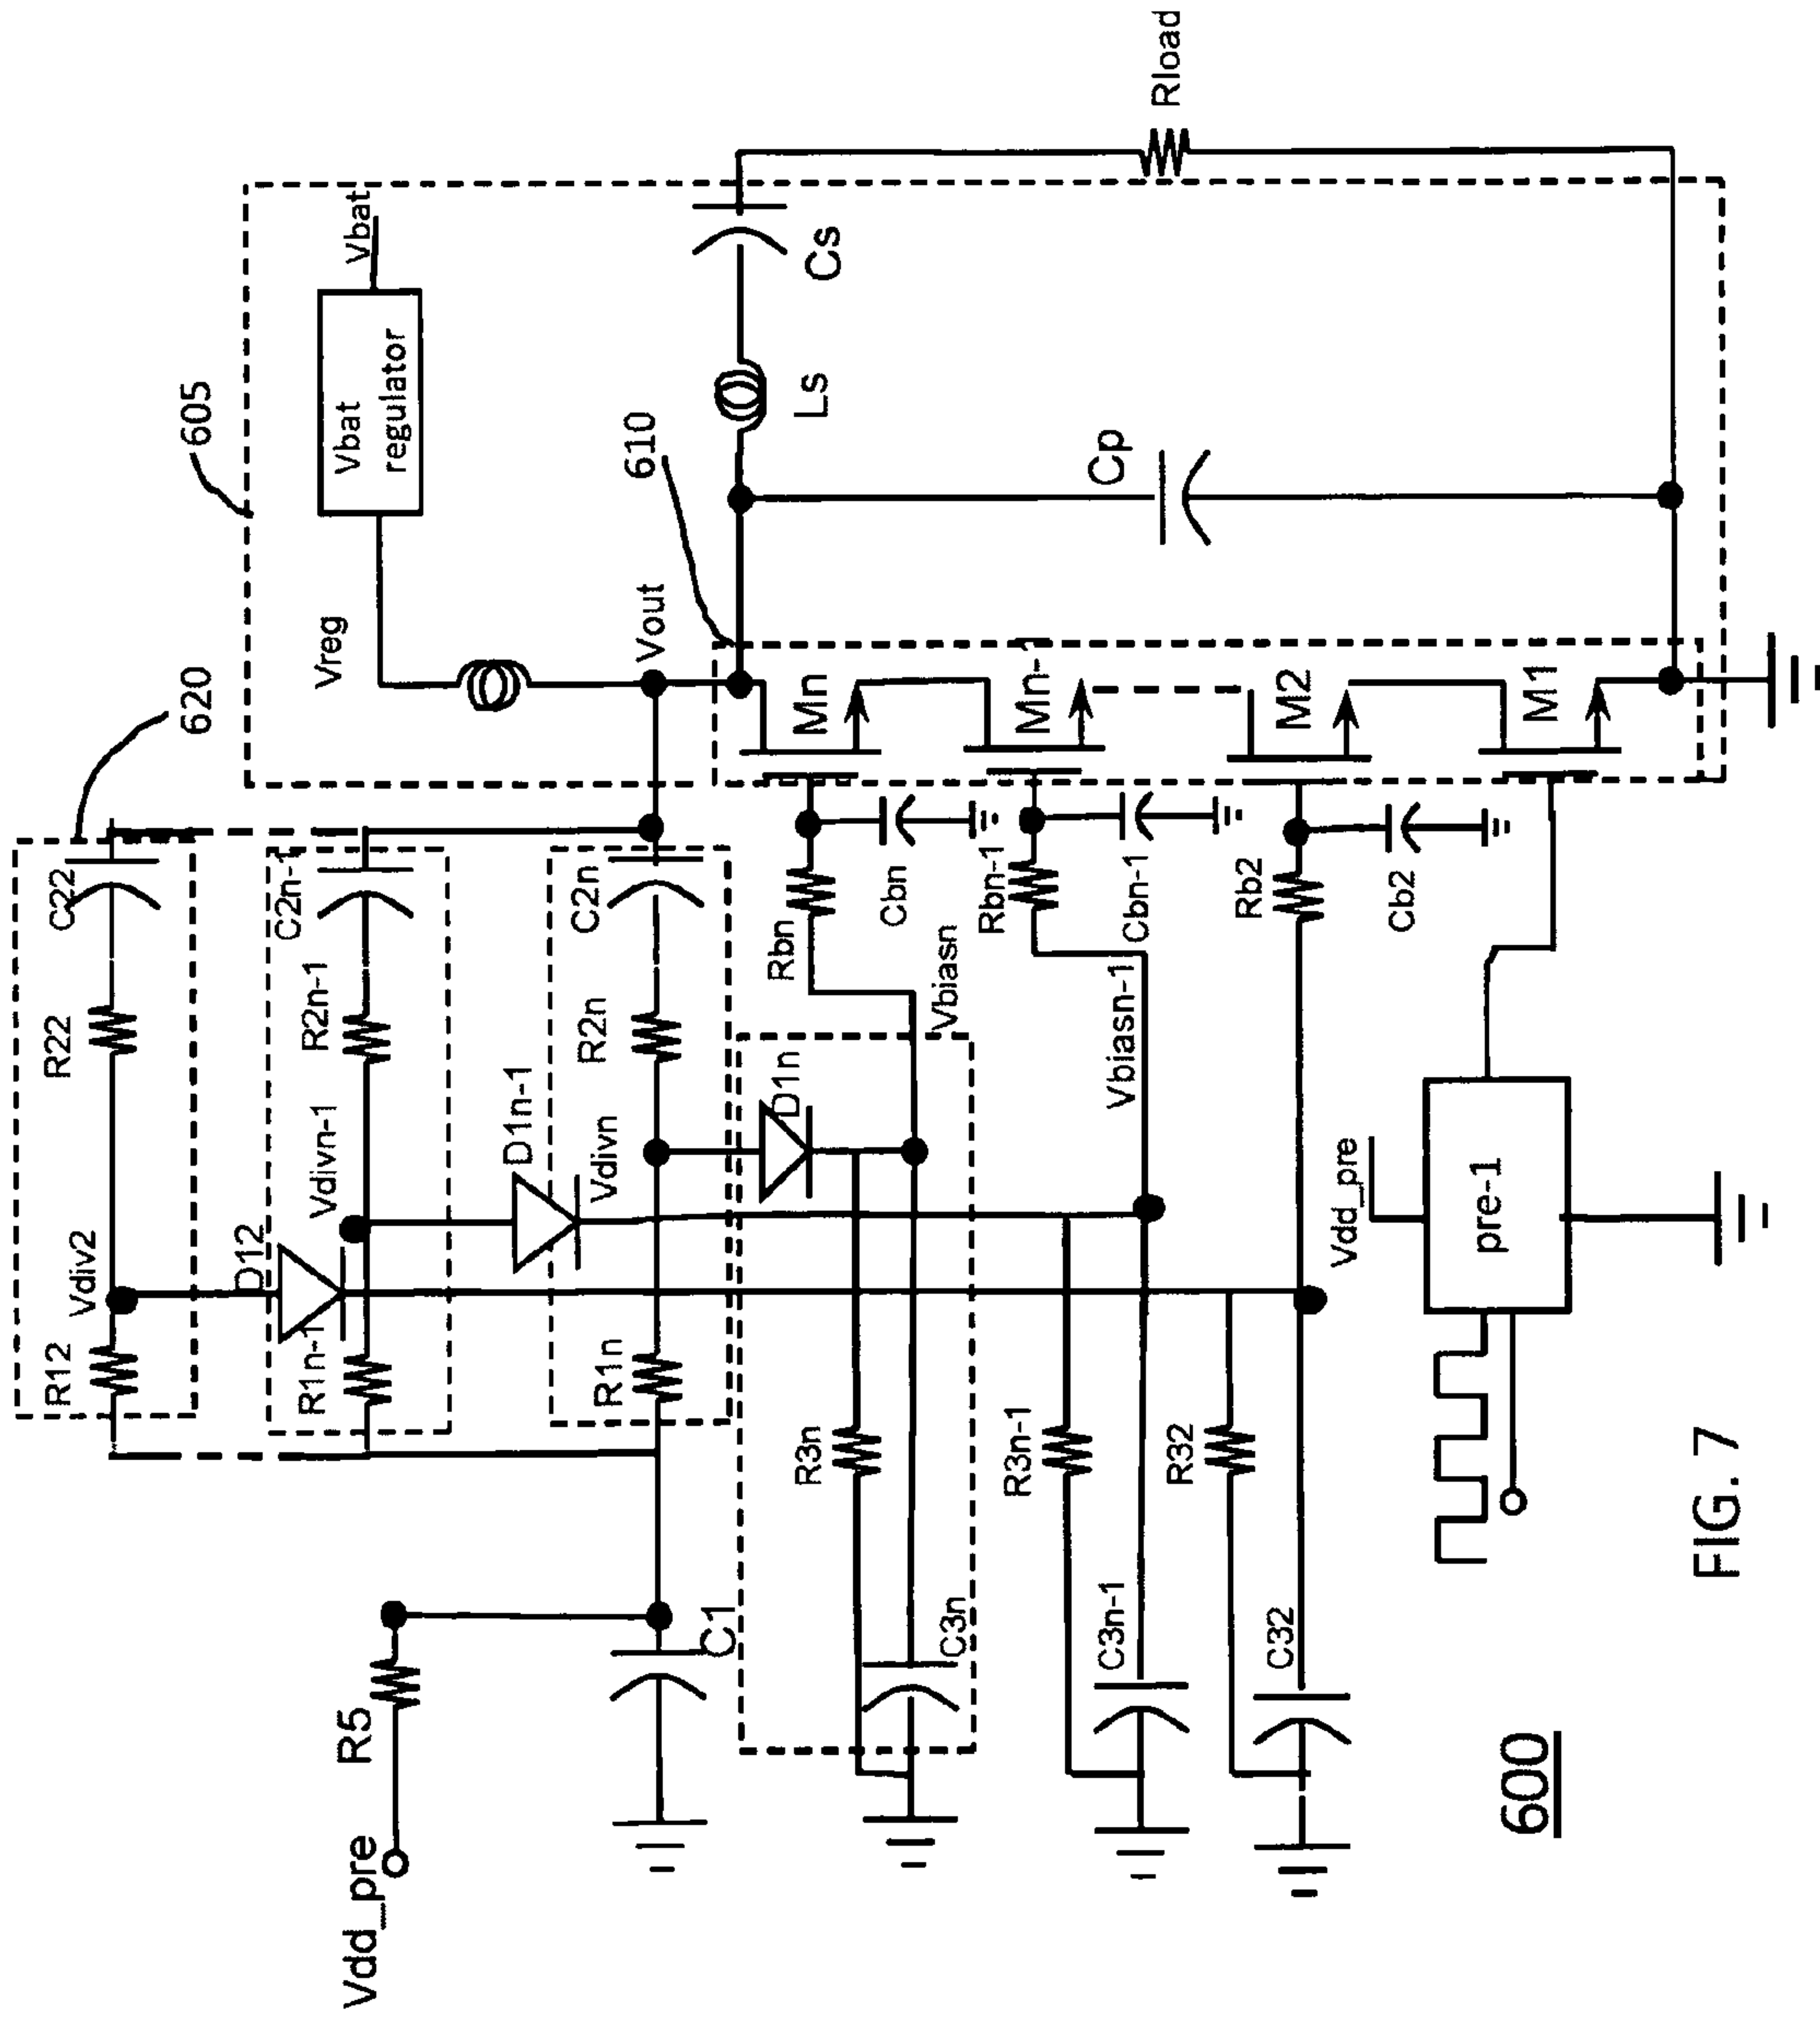 605
620
610
Vbat
Vbat
regulator
Vreg
Vout
Rload
Cs
Ls
Cp
C22
R22
Vdiv2
R12
C2n-1
R2n-1
Vdivn-1
D12
R1n-1
D1n-1
C2n
R2n
Vdivn
R1n
Mn
Mn-1
M2
M1
Rbn
Cbn
Rbn-1
Cbn-1
Rb2
Cb2
Vbiasn
Vbiasn-1
D1n
R3n
C3n
R3n-1
C3n-1
R32
C32
C1
R5
Vdd_pre
Vdd_pre
pre-1
600
FIG. 7